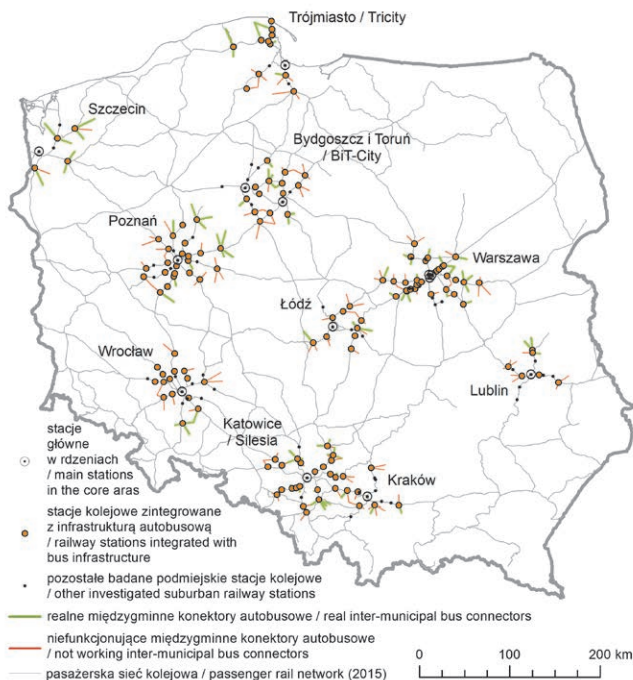 Trójmiasto / Tricity
Szczecin
Bydgoszcz i Toruń
/ BiT-City
Poznań
Warszawa
Łódź
Wrocław
Lublin
Katowice
/ Silesia
Kraków
stacje
główne
w rdzeniach
/ main stations
in the core aras
stacje kolejowe zintegrowane
z infrastrukturą autobusową
/ railway stations integrated with
bus infrastructure
pozostałe badane podmiejskie stacje kolejowe
/ other investigated suburban railway stations
realne międzygminne konektory autobusowe / real inter-municipal bus connectors
niefunkcjonujące międzygminne konektory autobusowe
/ not working inter-municipal bus connectors
pasażerska sieć kolejowa / passenger rail network (2015)
0 50 100 200 km